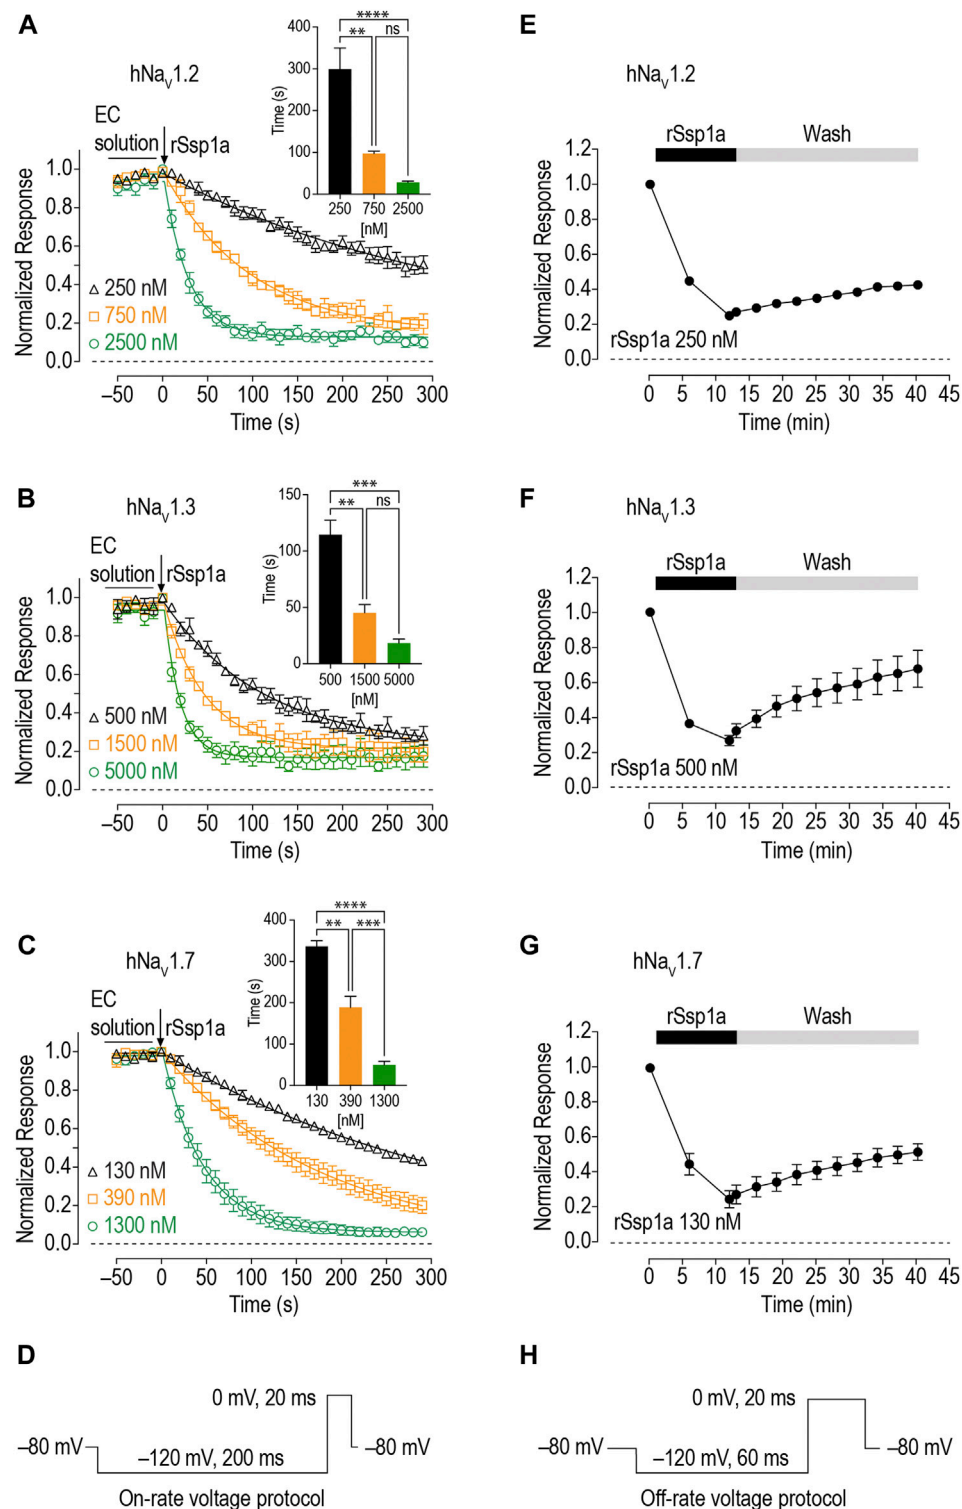 A
hNaV1.2
EC
solution
rSsp1a
Normalized Response
1.0
0.8
0.6
0.4
0.2
0.0
△ 250 nM
□ 750 nM
○ 2500 nM
–50 0 50 100 150 200 250 300
Time (s)
****
** ns
Time (s)
400
300
200
100
0
250 750 2500
[nM]
E
hNaV1.2
rSsp1a Wash
Normalized Response
1.2
1.0
0.8
0.6
0.4
0.2
0.0
rSsp1a 250 nM
0 5 10 15 20 25 30 35 40 45
Time (min)
B
hNaV1.3
EC
solution
rSsp1a
Normalized Response
1.0
0.8
0.6
0.4
0.2
0.0
△ 500 nM
□ 1500 nM
○ 5000 nM
–50 0 50 100 150 200 250 300
Time (s)
***
** ns
Time (s)
150
100
50
0
500 1500 5000
[nM]
F
hNaV1.3
rSsp1a Wash
Normalized Response
1.2
1.0
0.8
0.6
0.4
0.2
0.0
rSsp1a 500 nM
0 5 10 15 20 25 30 35 40 45
Time (min)
C
hNaV1.7
EC
solution
rSsp1a
Normalized Response
1.0
0.8
0.6
0.4
0.2
0.0
△ 130 nM
□ 390 nM
○ 1300 nM
–50 0 50 100 150 200 250 300
Time (s)
****
** ***
Time (s)
400
300
200
100
0
130 390 1300
[nM]
G
hNaV1.7
rSsp1a Wash
Normalized Response
1.2
1.0
0.8
0.6
0.4
0.2
0.0
rSsp1a 130 nM
0 5 10 15 20 25 30 35 40 45
Time (min)
D
0 mV, 20 ms
–80 mV
–80 mV
–120 mV, 200 ms
On-rate voltage protocol
H
0 mV, 20 ms
–80 mV
–80 mV
–120 mV, 60 ms
Off-rate voltage protocol